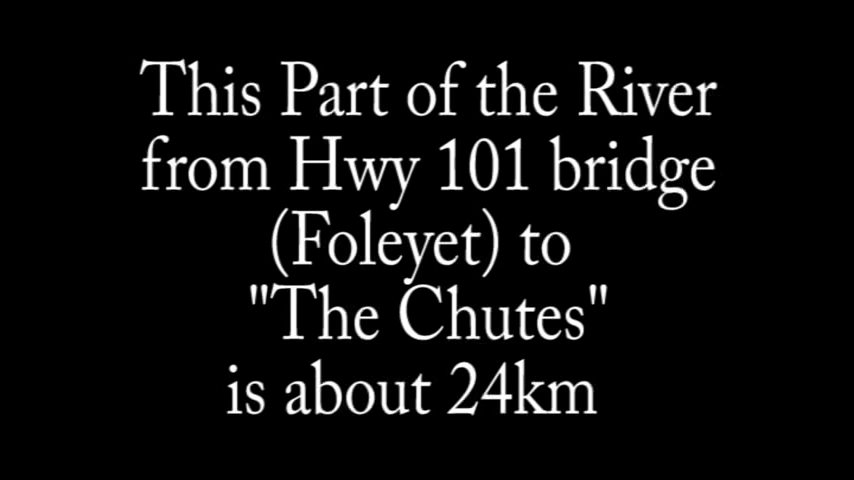 This Part of the River
from Hwy 101 bridge
(Foleyet) to
"The Chutes"
is about 24km